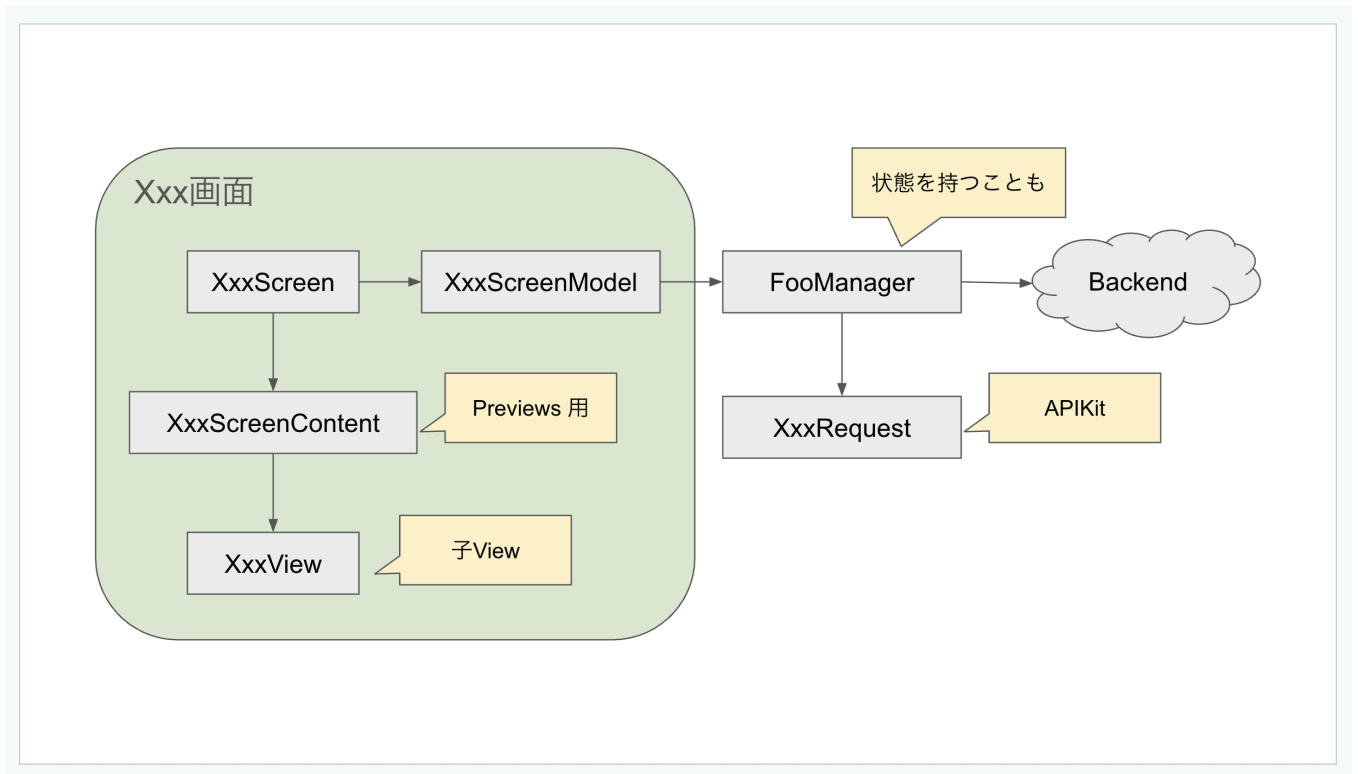 Xxx画面
XxxScreen
XxxScreenModel
XxxScreenContent
Previews 用
XxxView
子View
状態を持つことも
FooManager
Backend
XxxRequest
APIKit